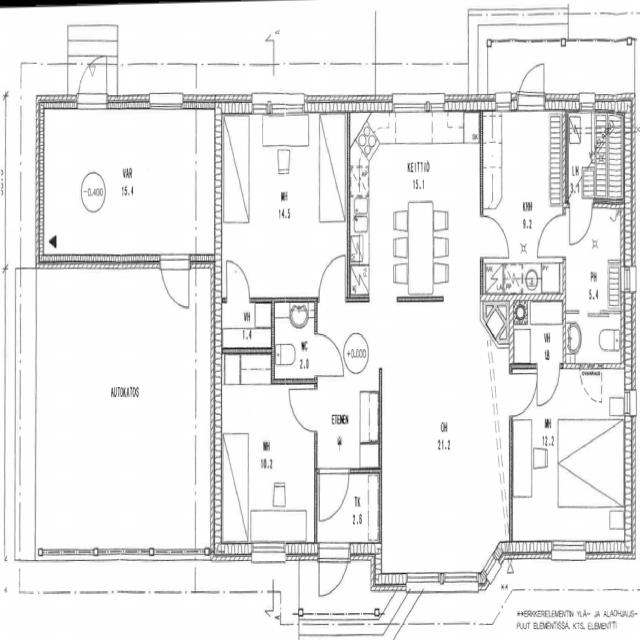 A
VAR
15.4
-0.400
MH
14.5
KEITTIÖ
15.1
KHH
9.2
LH
3.1
PH
5.4
VH
1.4
WC
2.0
+0.000
VH
1.8
AUTOKATOS
ETEINEN
OH
21.2
MH
10.2
MH
12.2
TK
2.6
A
**ERKKERIELEMENTIN YLÄ- JA ALAOHJAUS-
PUUT ELEMENTISSÄ. KTS. ELEMENTTI